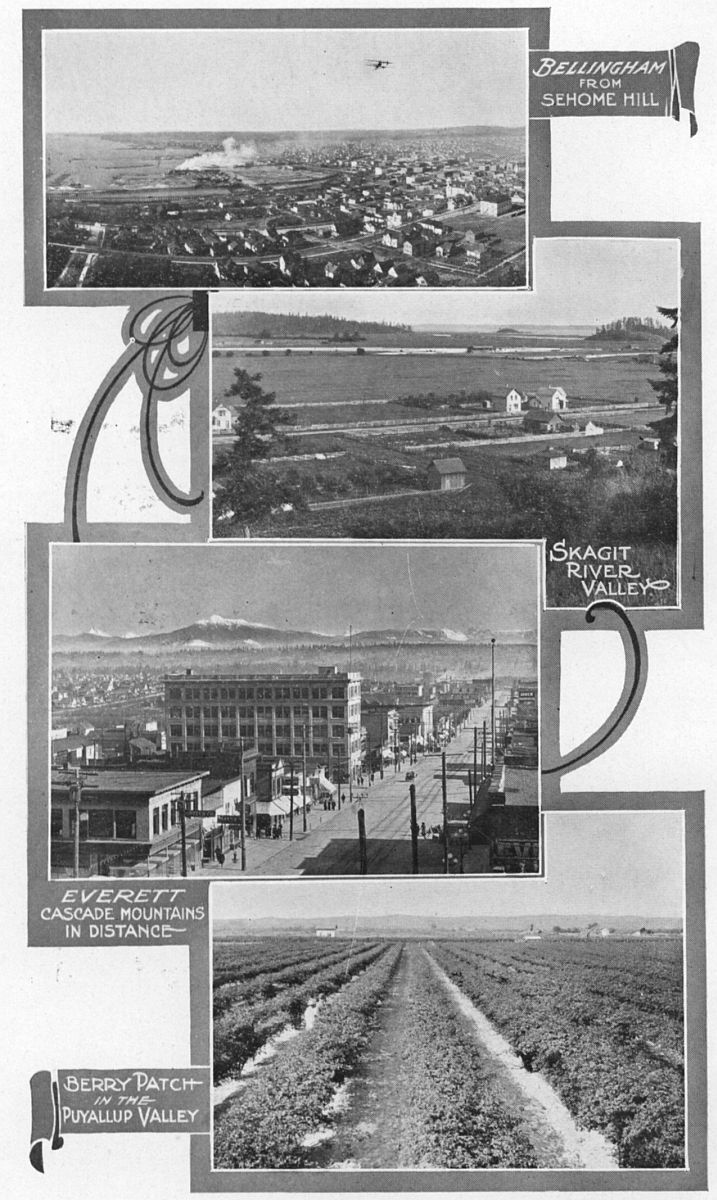 BELLINGHAM
FROM
SEHOME HILL
SKAGIT
RIVER
VALLEY
EVERETT
CASCADE MOUNTAINS
IN DISTANCE
BERRY PATCH
IN THE
PUYALLUP VALLEY